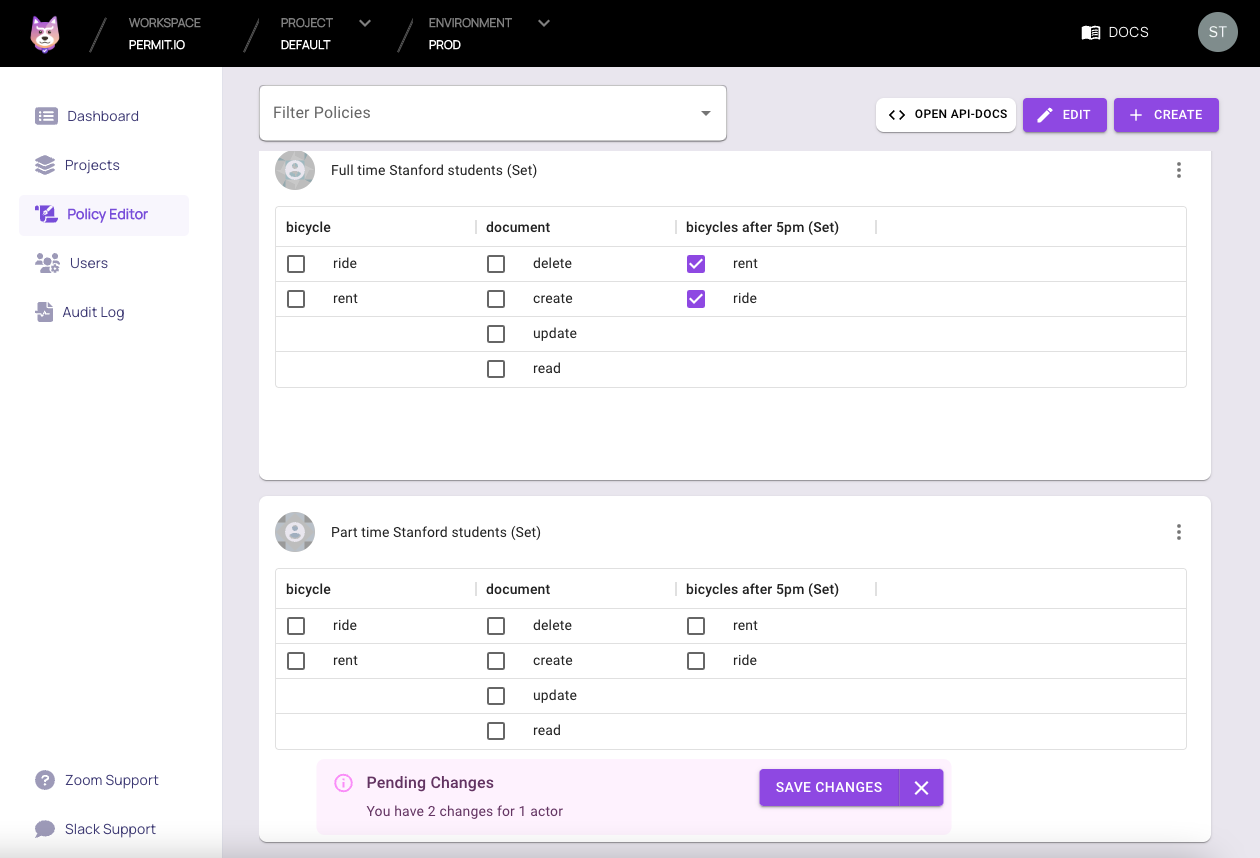 WORKSPACE
PERMIT.IO
PROJECT
DEFAULT
ENVIRONMENT
PROD
DOCS
ST
Dashboard
Projects
Policy Editor
Users
Audit Log
Zoom Support
Slack Support
Filter Policies
OPEN API-DOCS
EDIT
CREATE
Full time Stanford students (Set)
bicycle document bicycles after 5pm (Set)
ride delete rent
rent create ride
update
read
Part time Stanford students (Set)
bicycle document bicycles after 5pm (Set)
ride delete rent
rent create ride
update
read
Pending Changes
You have 2 changes for 1 actor
SAVE CHANGES